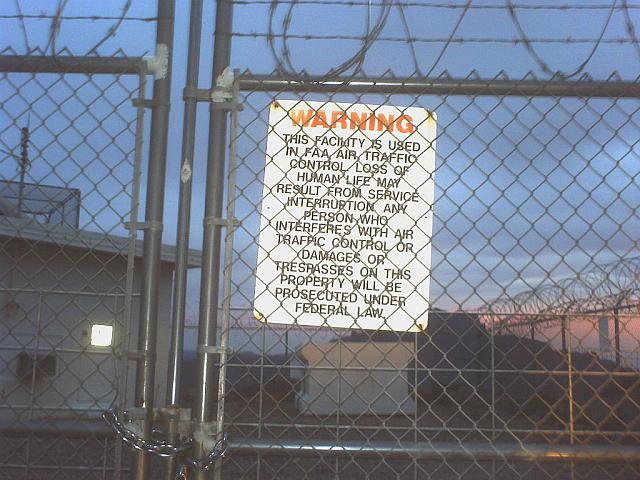 WARNING
THIS FACILITY IS USED
IN FAA AIR TRAFFIC
CONTROL. LOSS OF
HUMAN LIFE MAY
RESULT FROM SERVICE
INTERRUPTION. ANY
PERSON WHO
INTERFERES WITH AIR
TRAFFIC CONTROL OR
DAMAGES OR
TRESPASSES ON THIS
PROPERTY WILL BE
PROSECUTED UNDER
FEDERAL LAW.